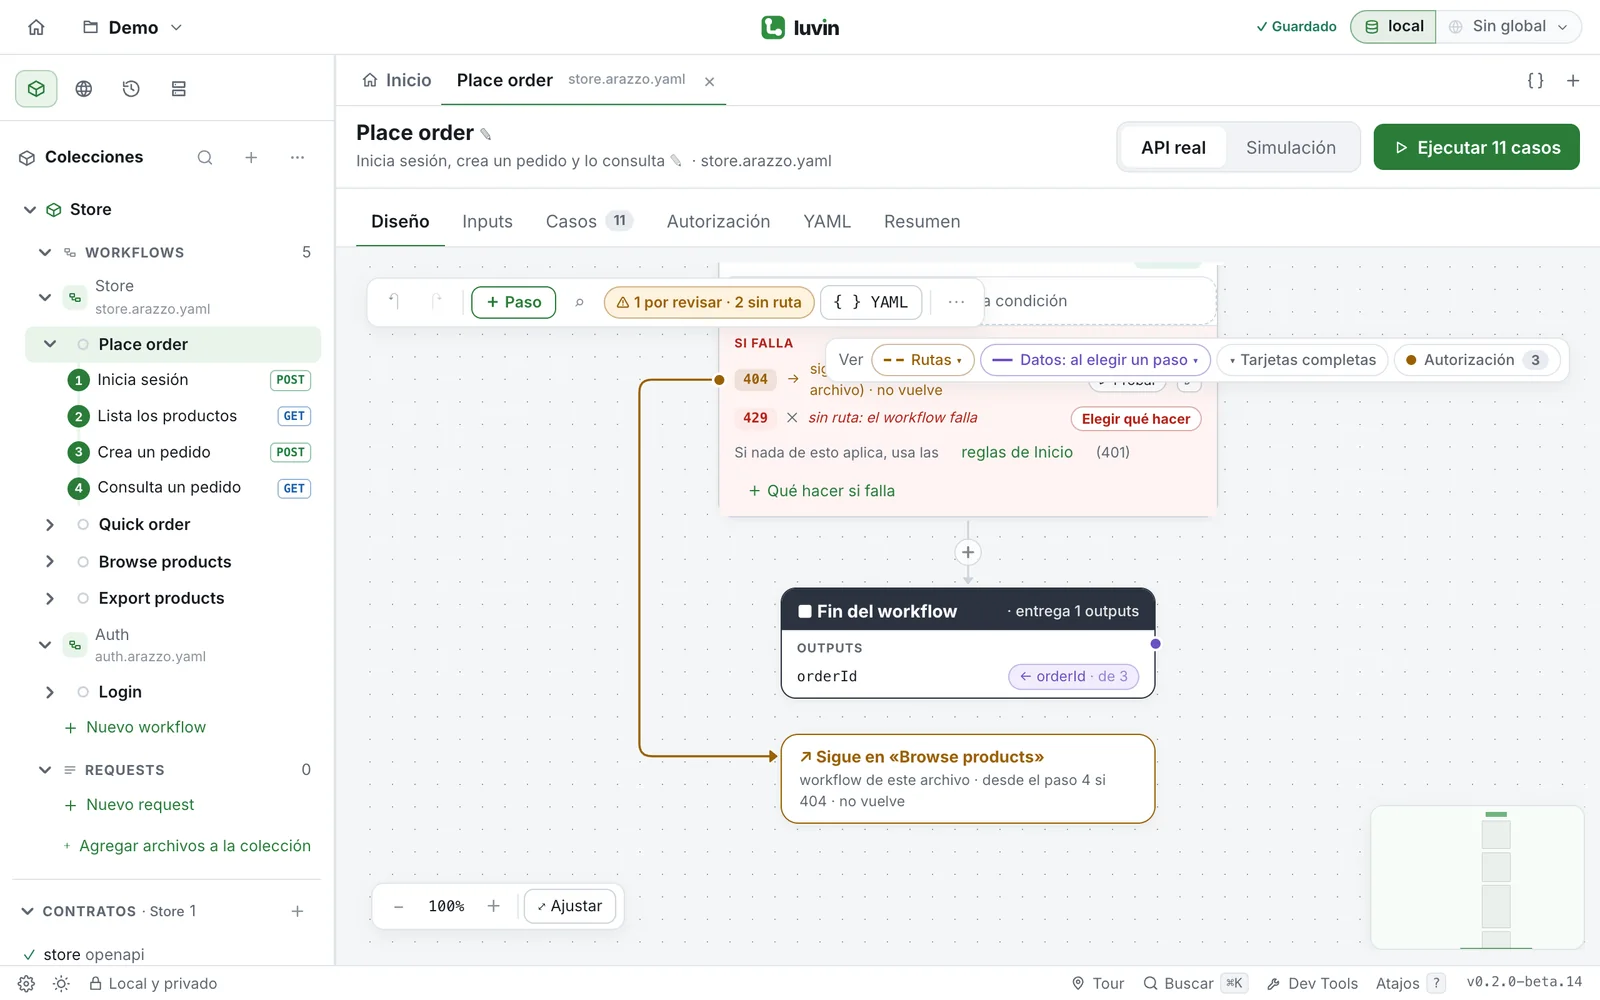 Demo
luvin
Guardado
local
Sin global
Inicio
Place order store.arazzo.yaml
Place order
Inicia sesión, crea un pedido y lo consulta · store.arazzo.yaml
API real
Simulación
Ejecutar 11 casos
Colecciones
Store
WORKFLOWS 5
Store
store.arazzo.yaml
Place order
1 Inicia sesión POST
2 Lista los productos GET
3 Crea un pedido POST
4 Consulta un pedido GET
Quick order
Browse products
Export products
Auth
auth.arazzo.yaml
Login
+ Nuevo workflow
REQUESTS 0
+ Nuevo request
+ Agregar archivos a la colección
CONTRATOS · Store 1
store openapi
Diseño
Inputs
Casos 11
Autorización
YAML
Resumen
+ Paso
1 por revisar · 2 sin ruta
{ } YAML
···
a condición
Ver
Rutas
Datos: al elegir un paso
Tarjetas completas
Autorización 3
SI FALLA
404 →
archivo) · no vuelve
429 × sin ruta: el workflow falla
Elegir qué hacer
Si nada de esto aplica, usa las reglas de Inicio (401)
+ Qué hacer si falla
Fin del workflow · entrega 1 outputs
OUTPUTS
orderId
← orderId · de 3
↗ Sigue en «Browse products»
workflow de este archivo · desde el paso 4 si
404 · no vuelve
− 100% +
Ajustar
Local y privado
Tour
Buscar ⌘K
Dev Tools
Atajos ?
v0.2.0-beta.14